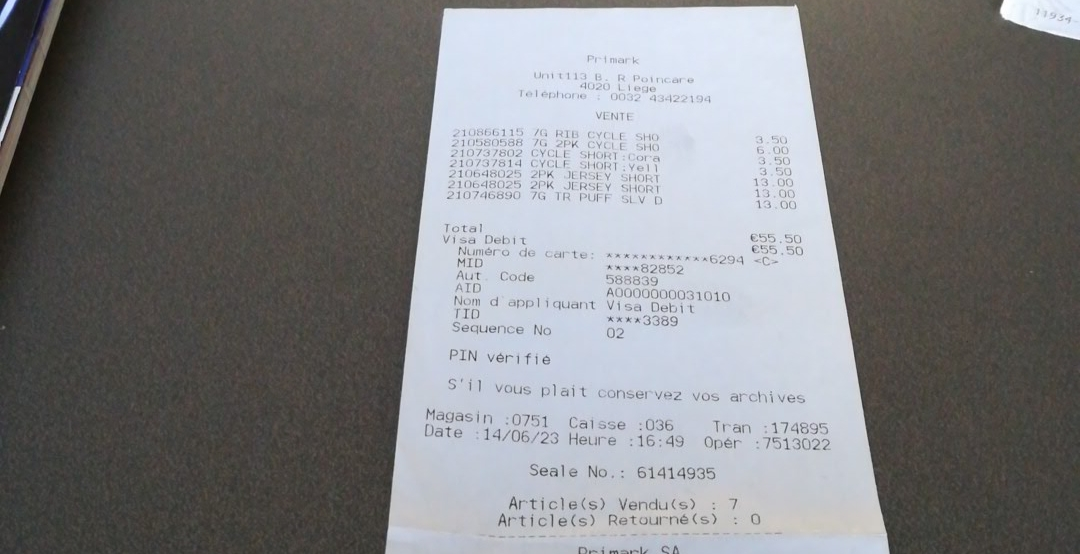 Primark
Unit113 B. R Poincare
4020 Liège
Téléphone : 0032 43422194
VENTE
210866115 7G RIB CYCLE SHO 3.50
210580588 7G 2PK CYCLE SHO 6.00
210737802 CYCLE SHORT:Cora 3.50
210737814 CYCLE SHORT:Yell 3.50
210648025 2PK JERSEY SHORT 13.00
210648025 2PK JERSEY SHORT 13.00
210746890 7G TR PUFF SLV D 13.00
Total €55.50
Visa Debit €55.50
Numéro de carte: ************6294 <C>
MID ****82852
Aut. Code 588839
AID A0000000031010
Nom d appliquant Visa Debit
TID ****3389
Sequence No 02
PIN vérifié
S'il vous plait conservez vos archives
Magasin :0751 Caisse :036 Tran :174895
Date :14/06/23 Heure :16:49 Opér :7513022
Seale No.: 61414935
Article(s) Vendu(s) : 7
Article(s) Retourné(s) : 0
Primark SA
11934-